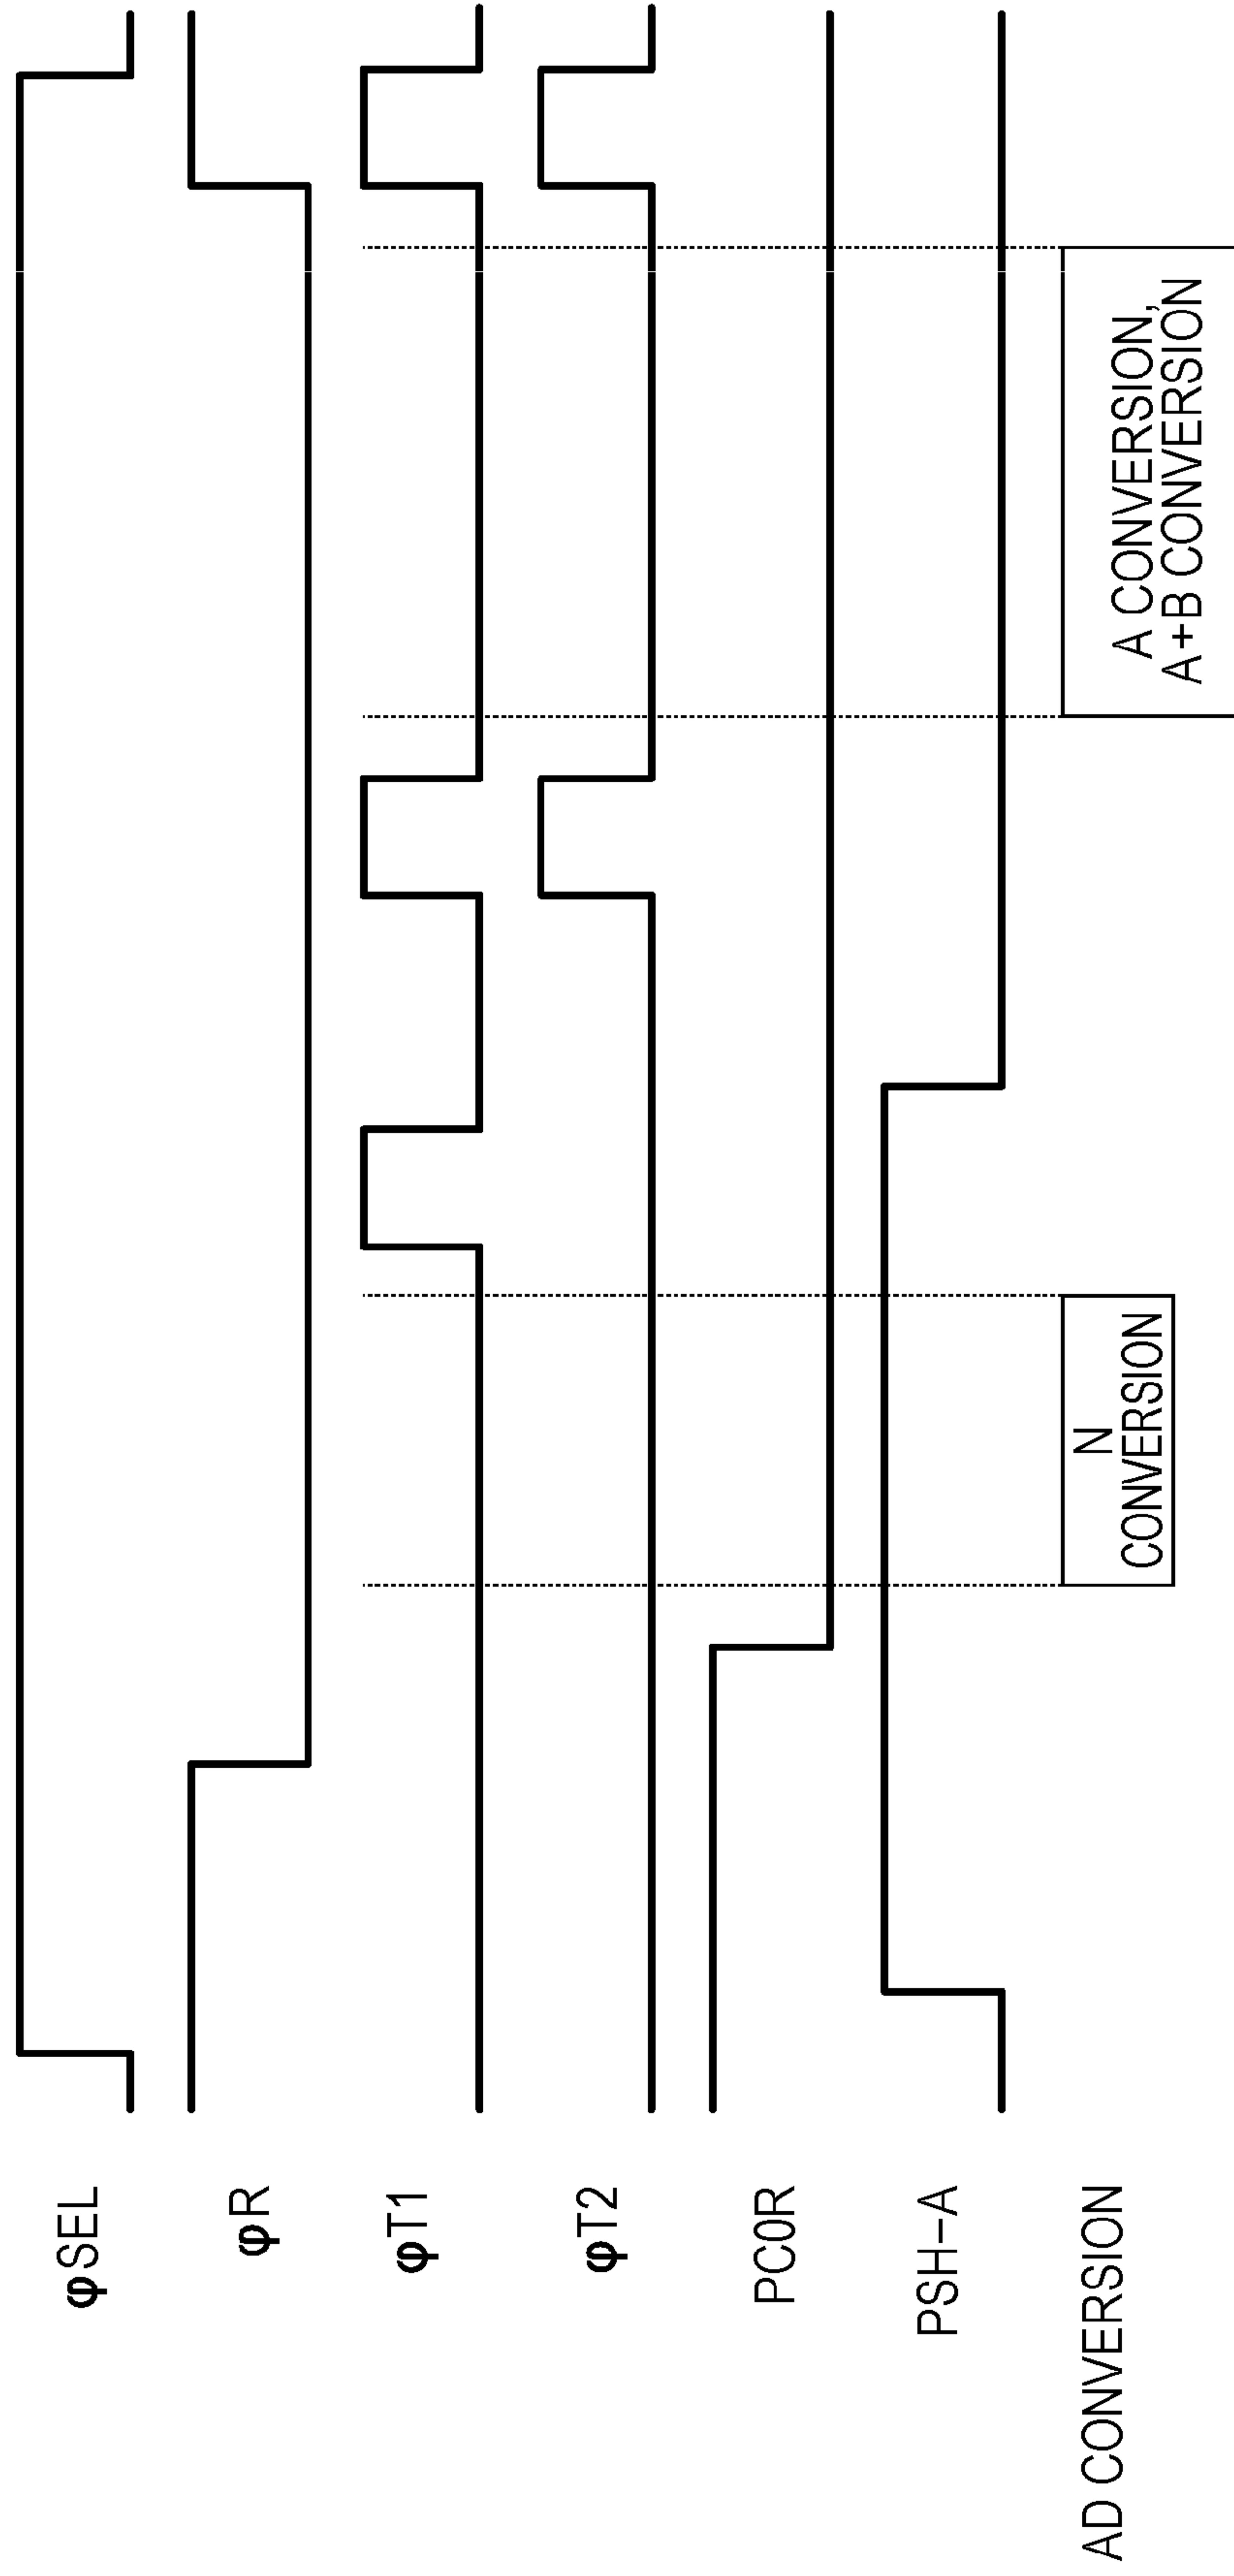 φSEL
φR
φT1
φT2
PC0R
PSH-A
AD CONVERSION
N
CONVERSION
A CONVERSION,
A+B CONVERSION